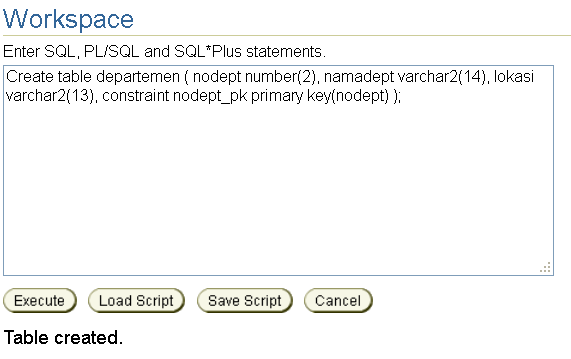 Workspace
Enter SQL, PL/SQL and SQL*Plus statements.
Create table departemen ( nodept number(2), namadept varchar2(14), lokasi
varchar2(13), constraint nodept_pk primary key(nodept) );
Execute Load Script Save Script Cancel
Table created.